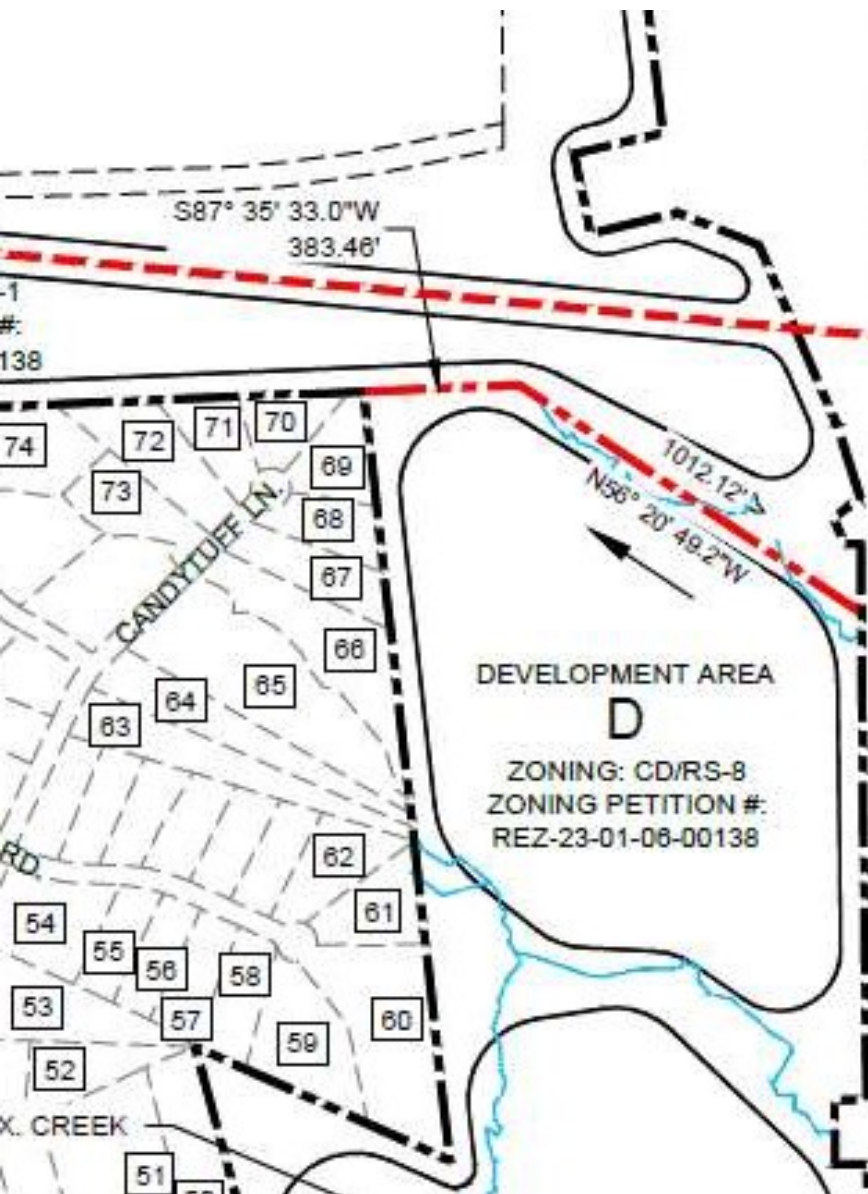 S87° 35' 33.0"W
383.46'
-1
#:
138
74
72
71
70
73
69
68
67
66
CANDYTUFF LN.
1012.12'
N56° 20' 49.2"W
65
64
63
DEVELOPMENT AREA
D
ZONING: CD/RS-8
ZONING PETITION #:
REZ-23-01-06-00138
RD.
62
61
54
55
56
58
53
57
60
59
52
X. CREEK
51